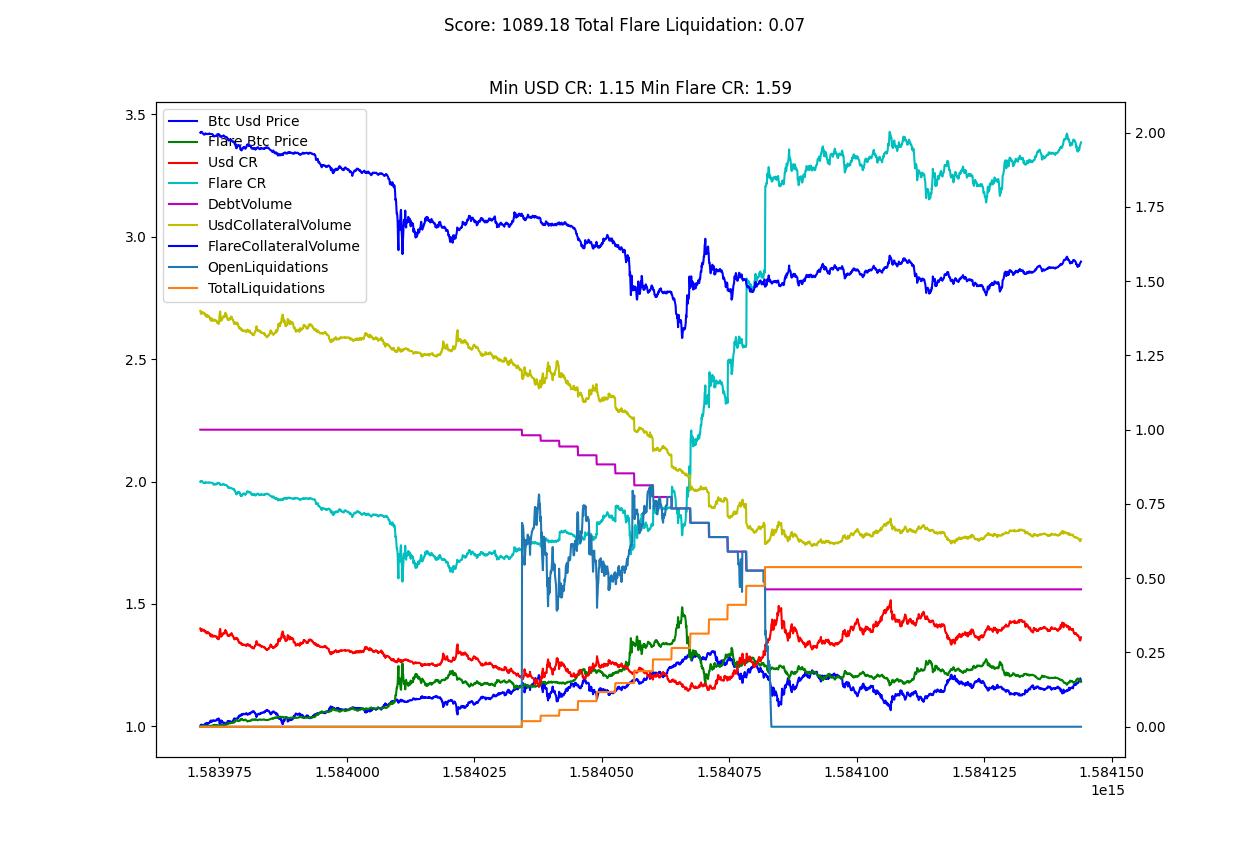 Score: 1089.18 Total Flare Liquidation: 0.07
Min USD CR: 1.15 Min Flare CR: 1.59
Btc Usd Price
Flare Btc Price
Usd CR
Flare CR
DebtVolume
UsdCollateralVolume
FlareCollateralVolume
OpenLiquidations
TotalLiquidations
3.5
3.0
2.5
2.0
1.5
1.0
2.00
1.75
1.50
1.25
1.00
0.75
0.50
0.25
0.00
1.583975 1.584000 1.584025 1.584050 1.584075 1.584100 1.584125 1.584150
1e15